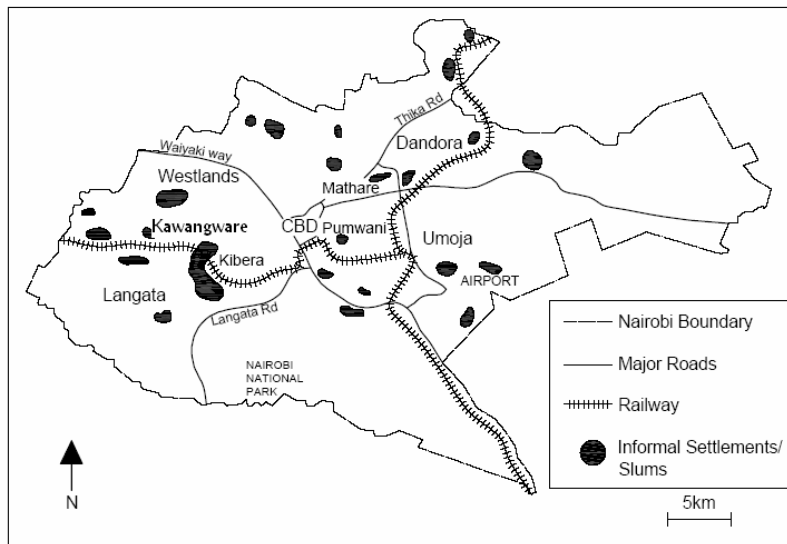 Thika Rd
Dandora
Waiyaki way
Westlands
Mathare
Kawangware
CBD
Pumwani
Umoja
Kibera
AIRPORT
Langata
Langata Rd
NAIROBI
NATIONAL
PARK
Nairobi Boundary
Major Roads
Railway
Informal Settlements/
Slums
N
5km